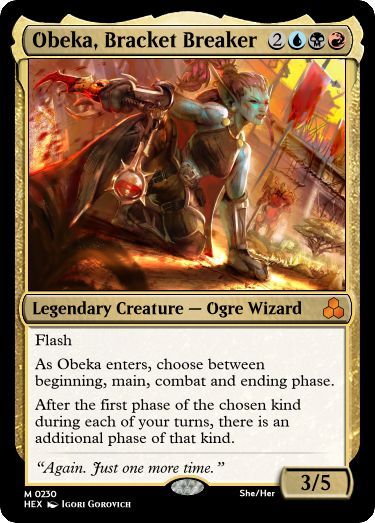 Obeka, Bracket Breaker 2
Legendary Creature — Ogre Wizard
Flash
As Obeka enters, choose between
beginning, main, combat and ending phase.
After the first phase of the chosen kind
during each of your turns, there is an
additional phase of that kind.
“Again. Just one more time.”
3/5
M 0230
She/Her
HEX Igori Gorovich